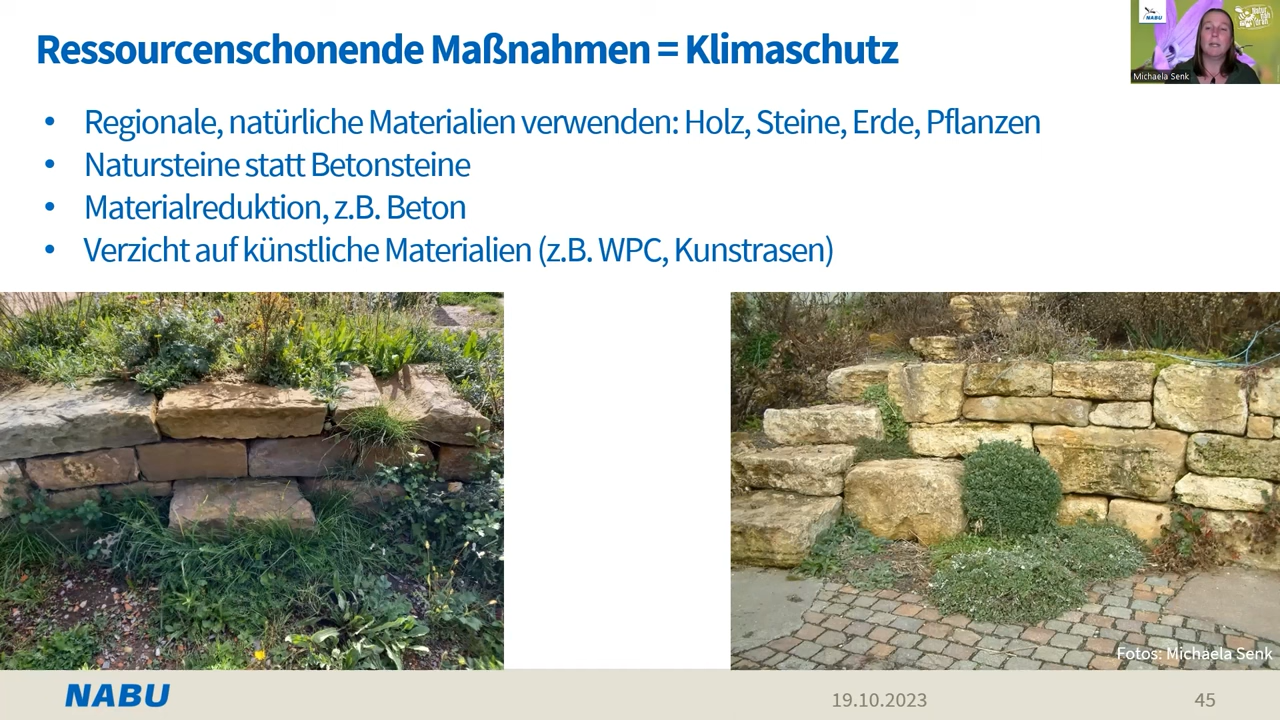 Ressourcenschonende Maßnahmen = Klimaschutz
NABU
Michaela Senk
• Regionale, natürliche Materialien verwenden: Holz, Steine, Erde, Pflanzen
• Natursteine statt Betonsteine
• Materialreduktion, z.B. Beton
• Verzicht auf künstliche Materialien (z.B. WPC, Kunstrasen)
Fotos: Michaela Senk
NABU
19.10.2023
45